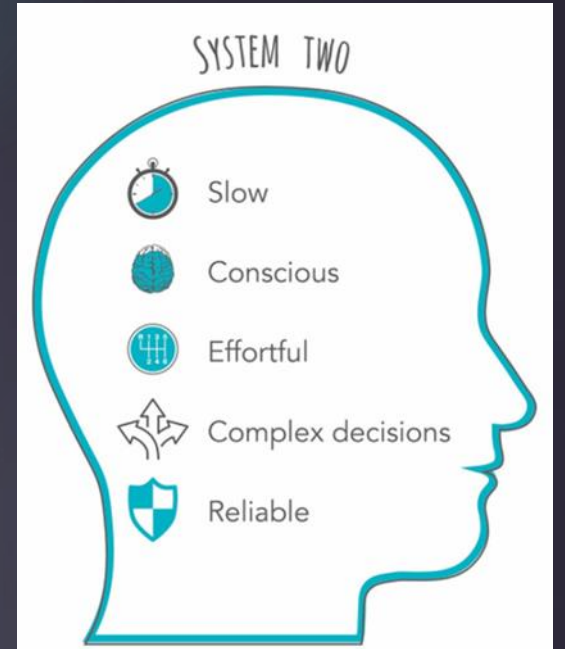 SYSTEM TWO
Slow
Conscious
Effortful
Complex decisions
Reliable